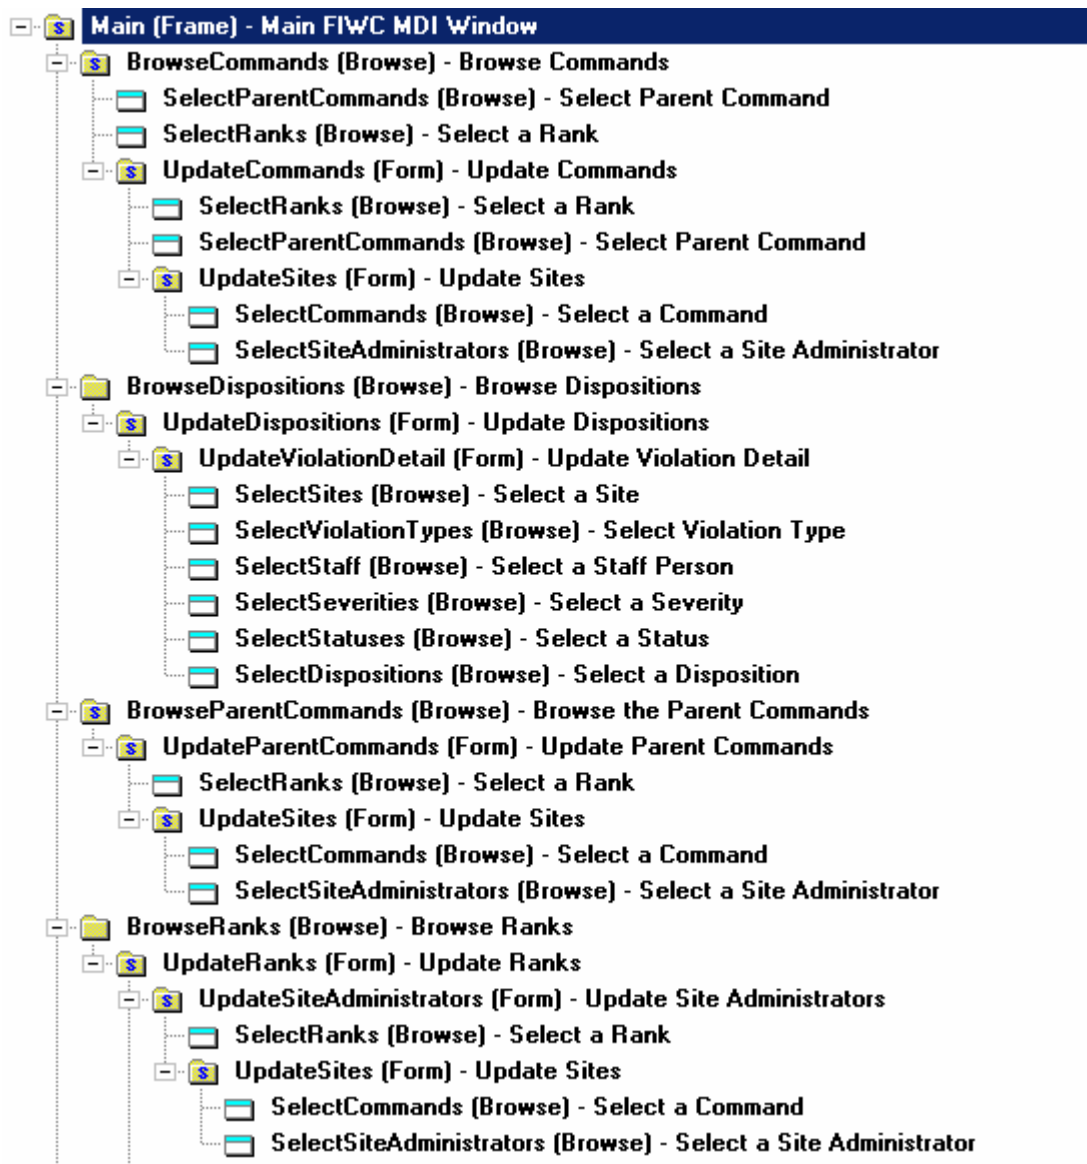 Main (Frame) - Main FIWC MDI Window
BrowseCommands (Browse) - Browse Commands
SelectParentCommands (Browse) - Select Parent Command
SelectRanks (Browse) - Select a Rank
UpdateCommands (Form) - Update Commands
SelectRanks (Browse) - Select a Rank
SelectParentCommands (Browse) - Select Parent Command
UpdateSites (Form) - Update Sites
SelectCommands (Browse) - Select a Command
SelectSiteAdministrators (Browse) - Select a Site Administrator
BrowseDispositions (Browse) - Browse Dispositions
UpdateDispositions (Form) - Update Dispositions
UpdateViolationDetail (Form) - Update Violation Detail
SelectSites (Browse) - Select a Site
SelectViolationTypes (Browse) - Select Violation Type
SelectStaff (Browse) - Select a Staff Person
SelectSeverities (Browse) - Select a Severity
SelectStatuses (Browse) - Select a Status
SelectDispositions (Browse) - Select a Disposition
BrowseParentCommands (Browse) - Browse the Parent Commands
UpdateParentCommands (Form) - Update Parent Commands
SelectRanks (Browse) - Select a Rank
UpdateSites (Form) - Update Sites
SelectCommands (Browse) - Select a Command
SelectSiteAdministrators (Browse) - Select a Site Administrator
BrowseRanks (Browse) - Browse Ranks
UpdateRanks (Form) - Update Ranks
UpdateSiteAdministrators (Form) - Update Site Administrators
SelectRanks (Browse) - Select a Rank
UpdateSites (Form) - Update Sites
SelectCommands (Browse) - Select a Command
SelectSiteAdministrators (Browse) - Select a Site Administrator